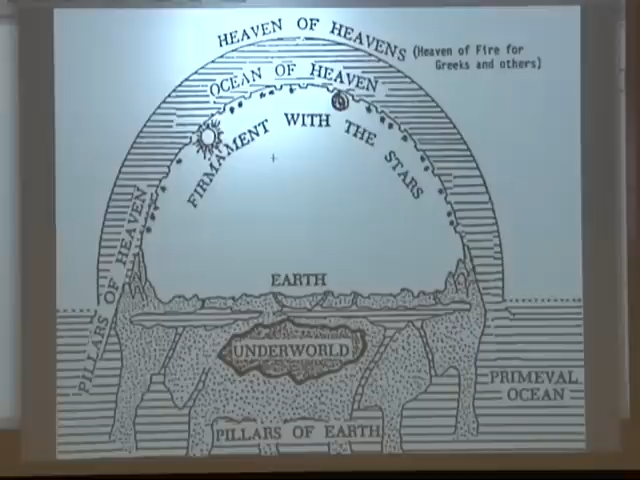 HEAVEN OF HEAVENS
(Heaven of Fire for
Greeks and others)
OCEAN OF HEAVEN
FIRMAMENT WITH THE STARS
PILLARS OF HEAVEN
EARTH
UNDERWORLD
PRIMEVAL
OCEAN
PILLARS OF EARTH